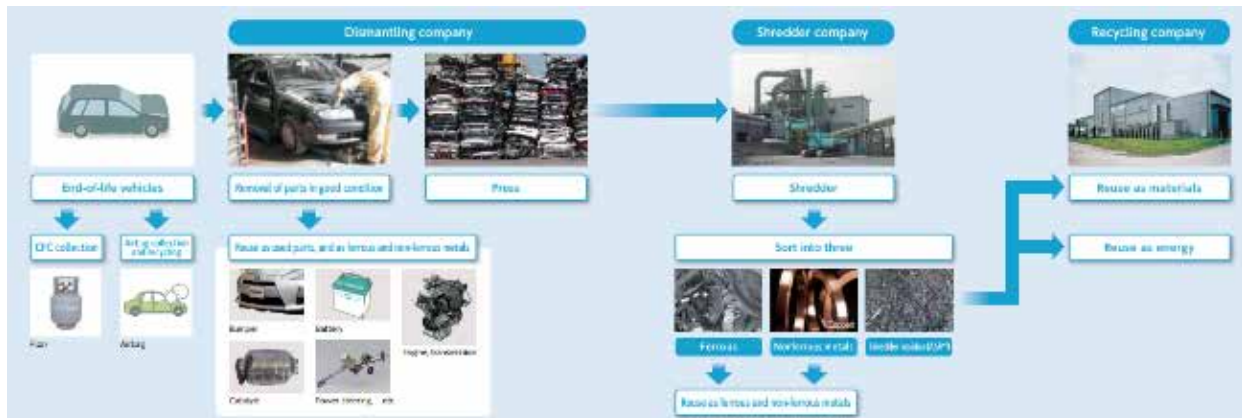 Dismantling company
Shredder company
Recycling company
End-of-life vehicles
Removal of parts in good condition
Press
Shredder
Reuse as materials
CFC collection
Airbag collection
and recycling
Reuse as used parts, and as ferrous and non-ferrous metals
Sort into three
Reuse as energy
Bumper
Battery
Engine, transmission
Copper
Airbag
Ferrous
Nonferrous metals
Catalyst
Power steering, etc.
Reuse as ferrous and non-ferrous metals